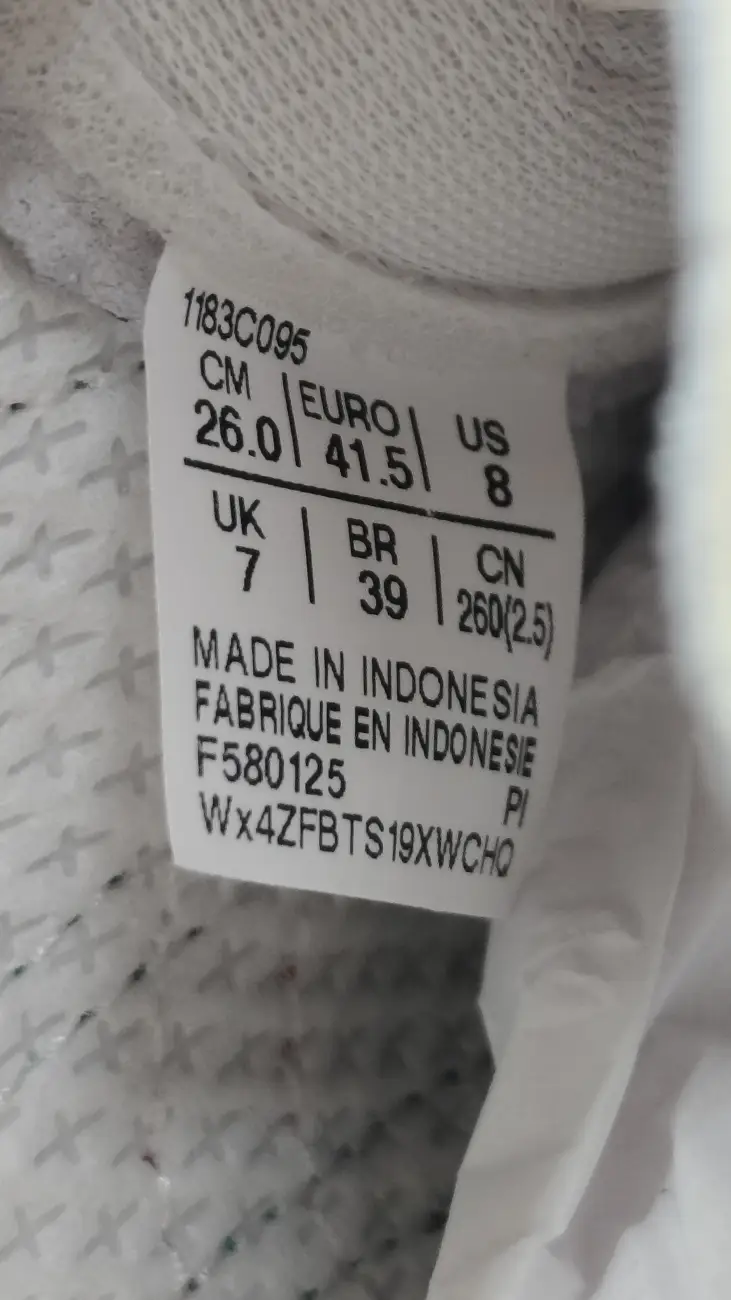 1183C095
CM | EURO | US
26.0 | 41.5 | 8
UK | BR | CN
7 | 39 | 260(2.5)
MADE IN INDONESIA
FABRIQUE EN INDONESIE
F580125 PI
Wx4ZFBTS19XWCHQ